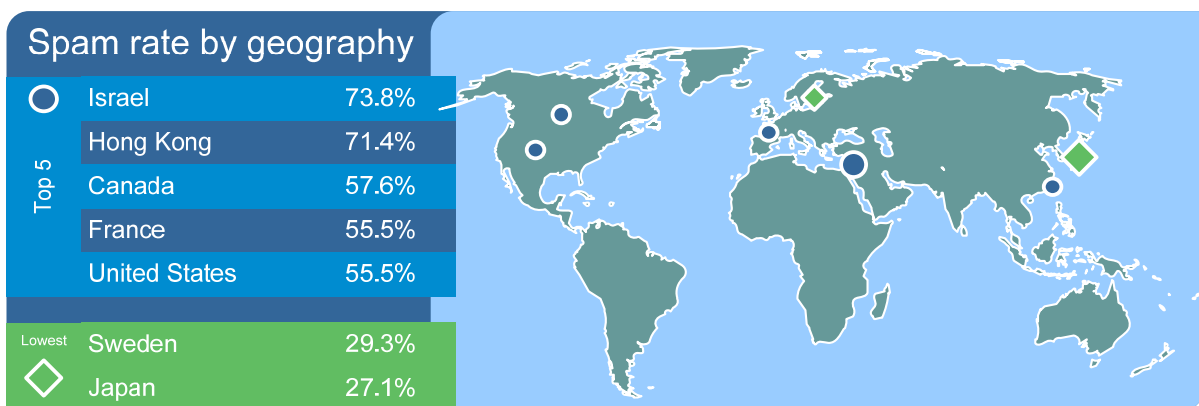 Spam rate by geography
Top 5
Israel 73.8%
Hong Kong 71.4%
Canada 57.6%
France 55.5%
United States 55.5%
Lowest
Sweden 29.3%
Japan 27.1%